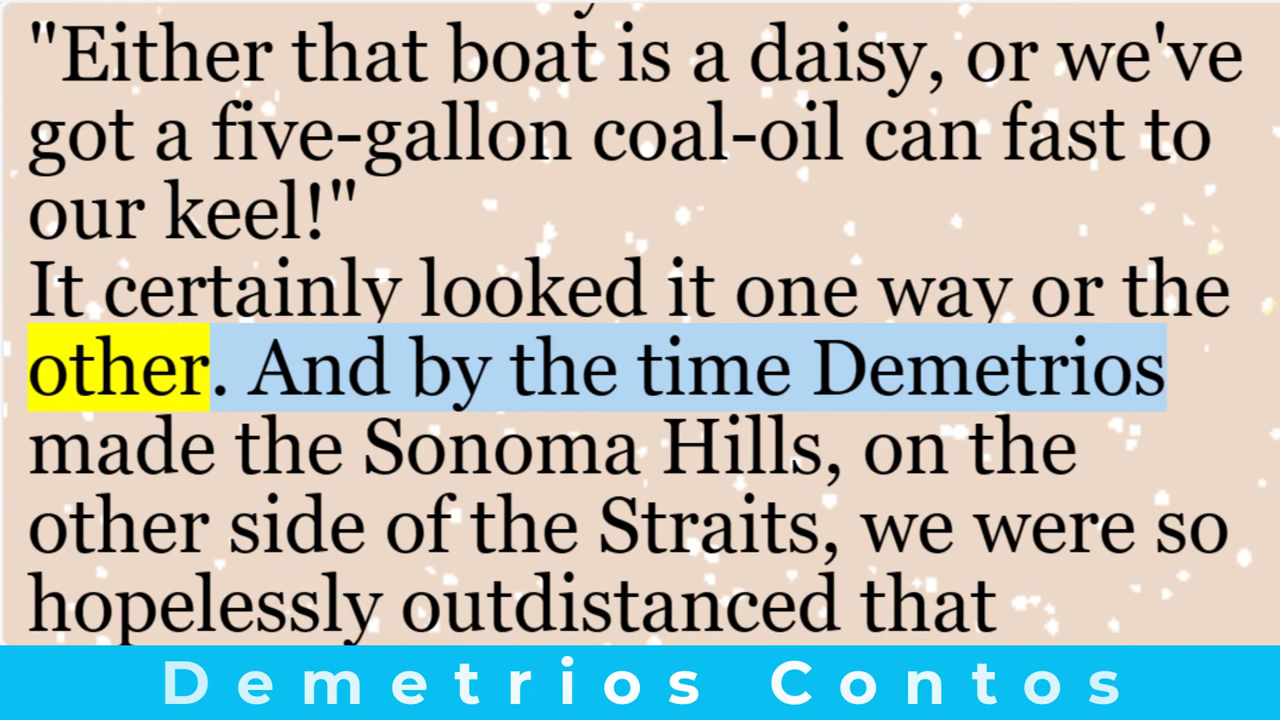 "Either that boat is a daisy, or we've
got a five-gallon coal-oil can fast to
our keel!"
It certainly looked it one way or the
other. And by the time Demetrios
made the Sonoma Hills, on the
other side of the Straits, we were so
hopelessly outdistanced that
Demetrios Contos